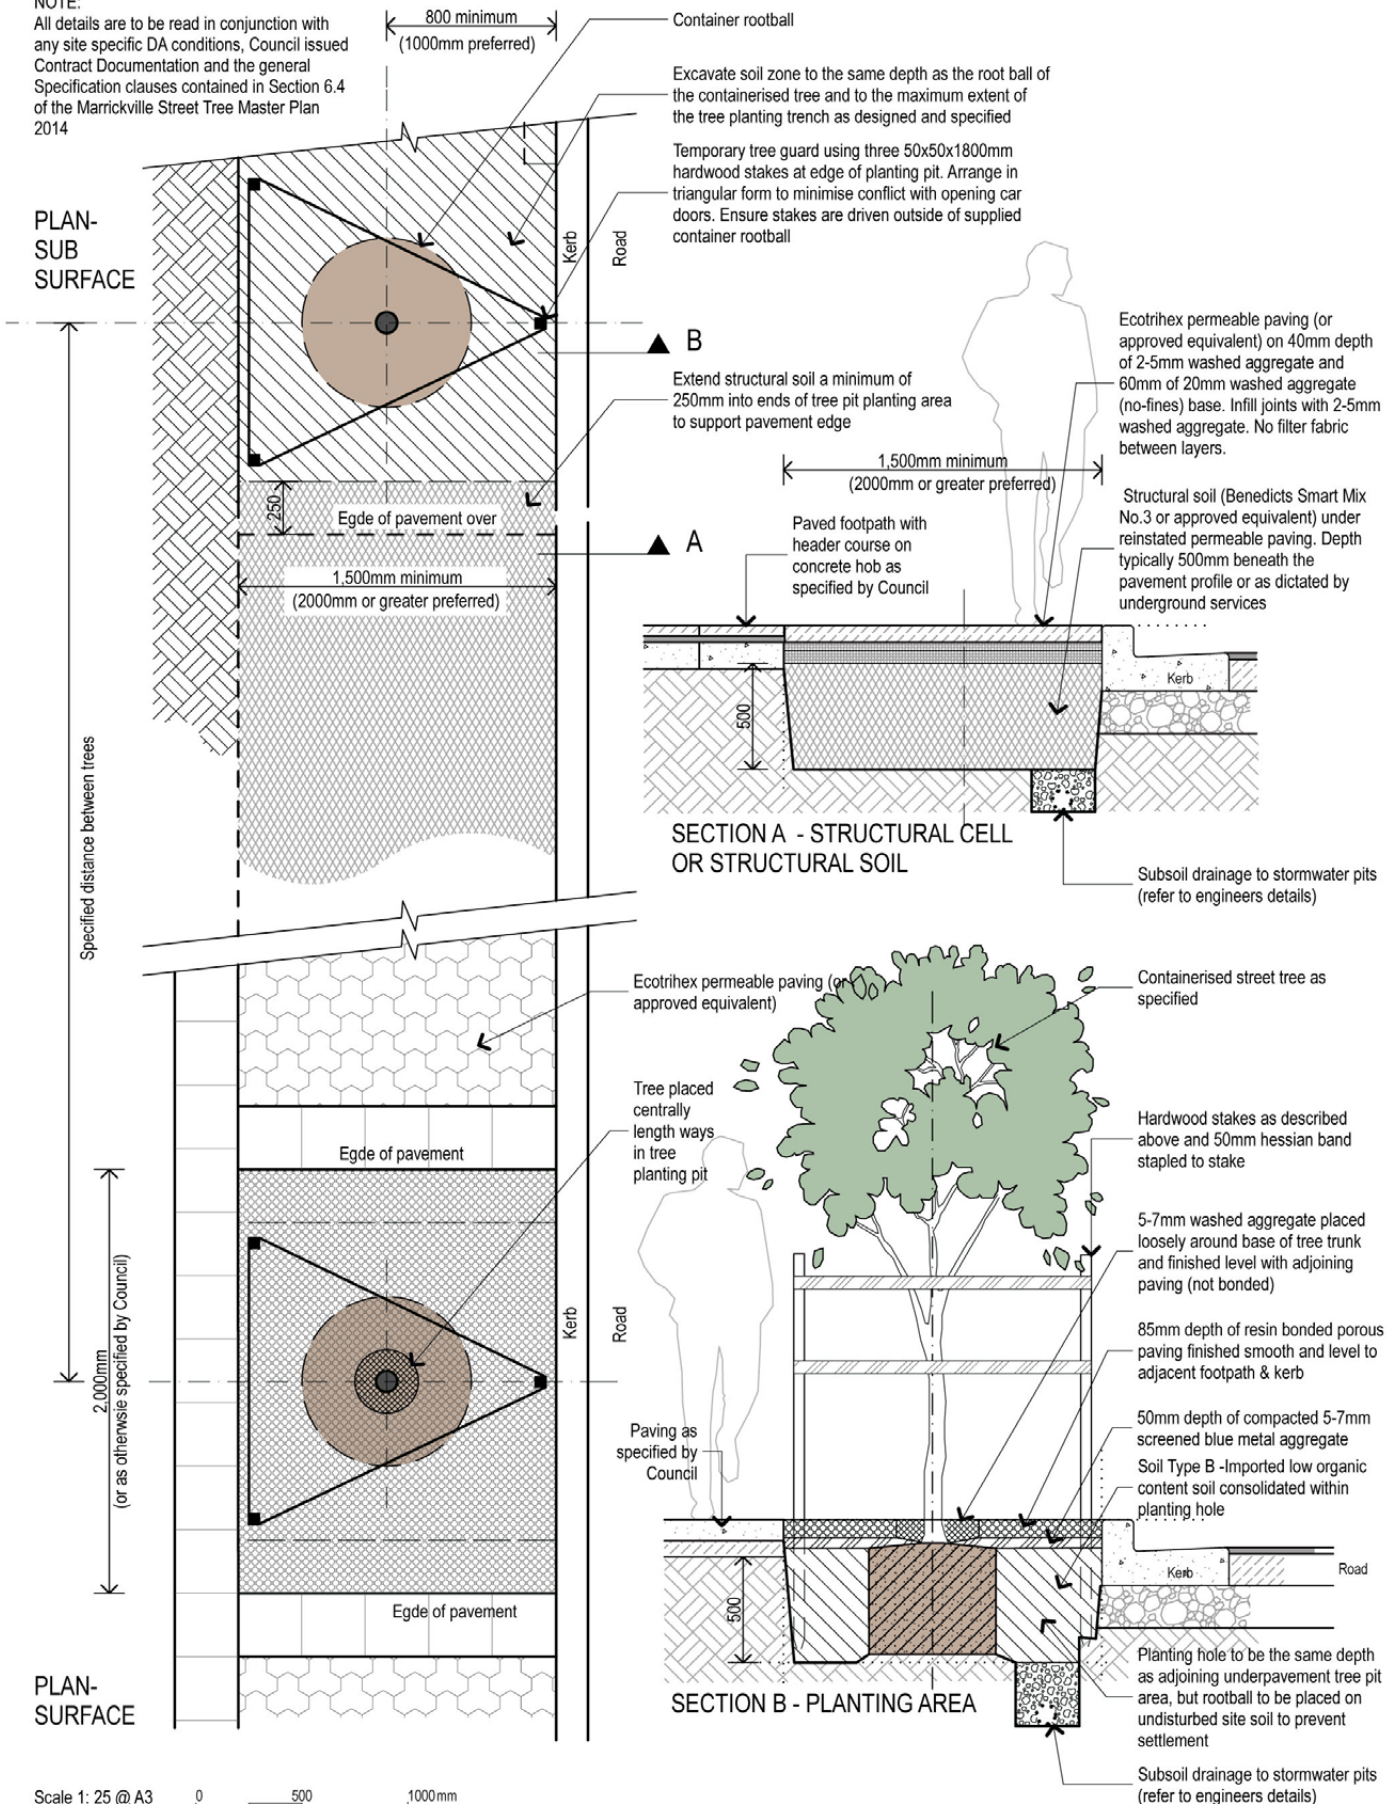 NOTE:
All details are to be read in conjunction with
any site specific DA conditions, Council issued
Contract Documentation and the general
Specification clauses contained in Section 6.4
of the Marrickville Street Tree Master Plan
2014
800 minimum
(1000mm preferred)
Container rootball
Excavate soil zone to the same depth as the root ball of
the containerised tree and to the maximum extent of
the tree planting trench as designed and specified
Temporary tree guard using three 50x50x1800mm
hardwood stakes at edge of planting pit. Arrange in
triangular form to minimise conflict with opening car
doors. Ensure stakes are driven outside of supplied
container rootball
PLAN-
SUB
SURFACE
Kerb
Road
B
Extend structural soil a minimum of
250mm into ends of tree pit planting area
to support pavement edge
250
Egde of pavement over
A
1,500mm minimum
(2000mm or greater preferred)
Specified distance between trees
Ecotrihex permeable paving (or
approved equivalent) on 40mm depth
of 2-5mm washed aggregate and
60mm of 20mm washed aggregate
(no-fines) base. Infill joints with 2-5mm
washed aggregate. No filter fabric
between layers.
1,500mm minimum
(2000mm or greater preferred)
Paved footpath with
header course on
concrete hob as
specified by Council
Structural soil (Benedicts Smart Mix
No.3 or approved equivalent) under
reinstated permeable paving. Depth
typically 500mm beneath the
pavement profile or as dictated by
underground services
Kerb
500
SECTION A - STRUCTURAL CELL
OR STRUCTURAL SOIL
Subsoil drainage to stormwater pits
(refer to engineers details)
Ecotrihex permeable paving (or
approved equivalent)
Containerised street tree as
specified
Tree placed
centrally
length ways
in tree
planting pit
Egde of pavement
Hardwood stakes as described
above and 50mm hessian band
stapled to stake
5-7mm washed aggregate placed
loosely around base of tree trunk
and finished level with adjoining
paving (not bonded)
2,000mm
(or as otherwsie specified by Council)
Kerb
Road
85mm depth of resin bonded porous
paving finished smooth and level to
adjacent footpath & kerb
Paving as
specified by
Council
50mm depth of compacted 5-7mm
screened blue metal aggregate
Soil Type B -Imported low organic
content soil consolidated within
planting hole
Kerb
Road
500
Egde of pavement
Planting hole to be the same depth
as adjoining underpavement tree pit
area, but rootball to be placed on
undisturbed site soil to prevent
settlement
PLAN-
SURFACE
SECTION B - PLANTING AREA
Subsoil drainage to stormwater pits
(refer to engineers details)
Scale 1: 25 @ A3
0
500
1000mm